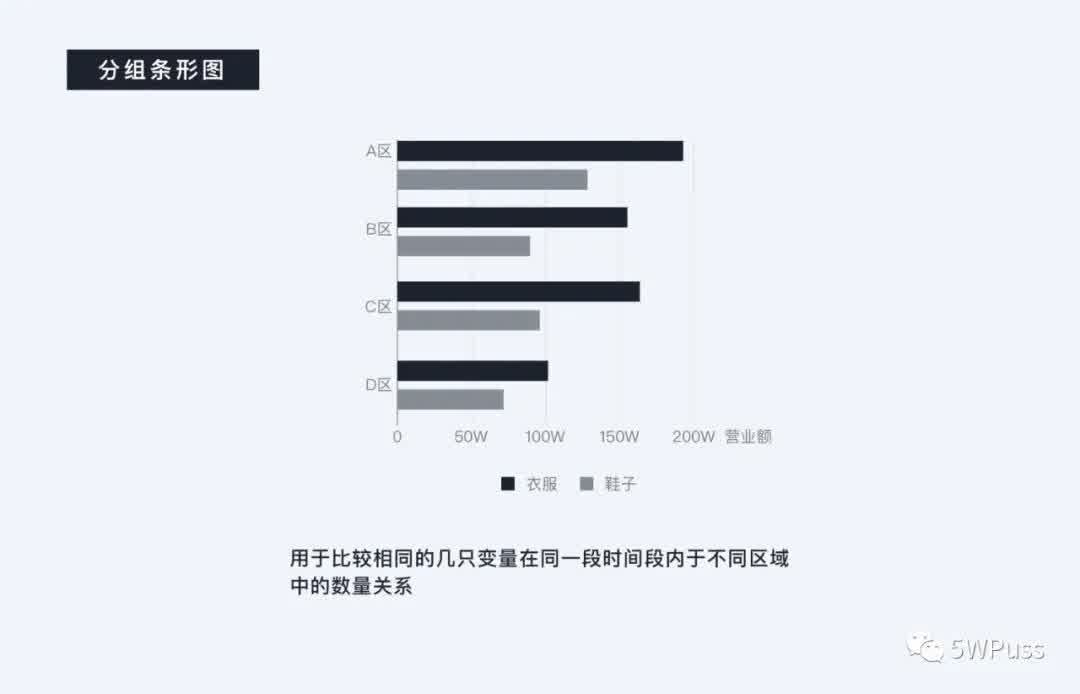 分组条形图
A区
B区
C区
D区
0 50W 100W 150W 200W 营业额
衣服 鞋子
用于比较相同的几只变量在同一段时间段内于不同区域
中的数量关系
5WPuss